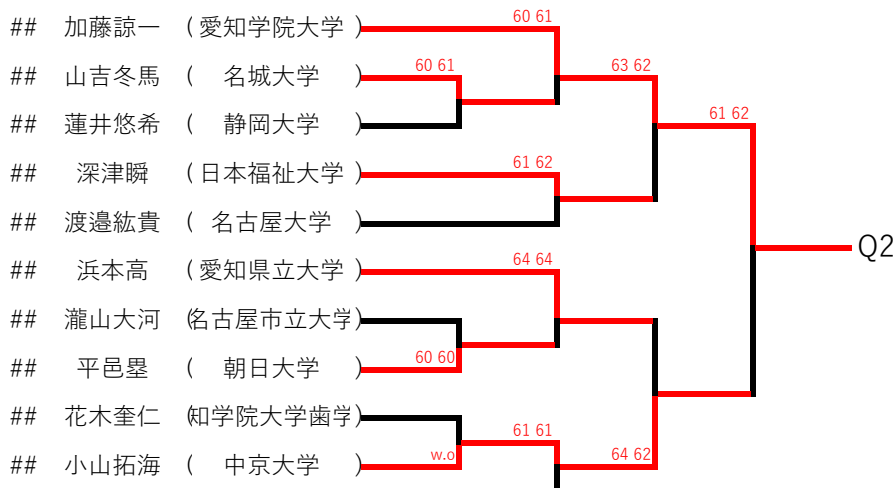 60 61
## 加藤諒一 ( 愛知学院大学 )
60 61 63 62
## 山吉冬馬 ( 名城大学 )
61 62
## 蓮井悠希 ( 静岡大学 )
61 62
## 深津瞬 ( 日本福祉大学 )
## 渡邉紘貴 ( 名古屋大学 )
Q2
64 64
## 浜本高 ( 愛知県立大学 )
## 瀧山大河 (名古屋市立大学)
60 60
## 平邑塁 ( 朝日大学 )
## 花木奎仁 (知学院大学歯学)
61 61
w.o 64 62
## 小山拓海 ( 中京大学 )